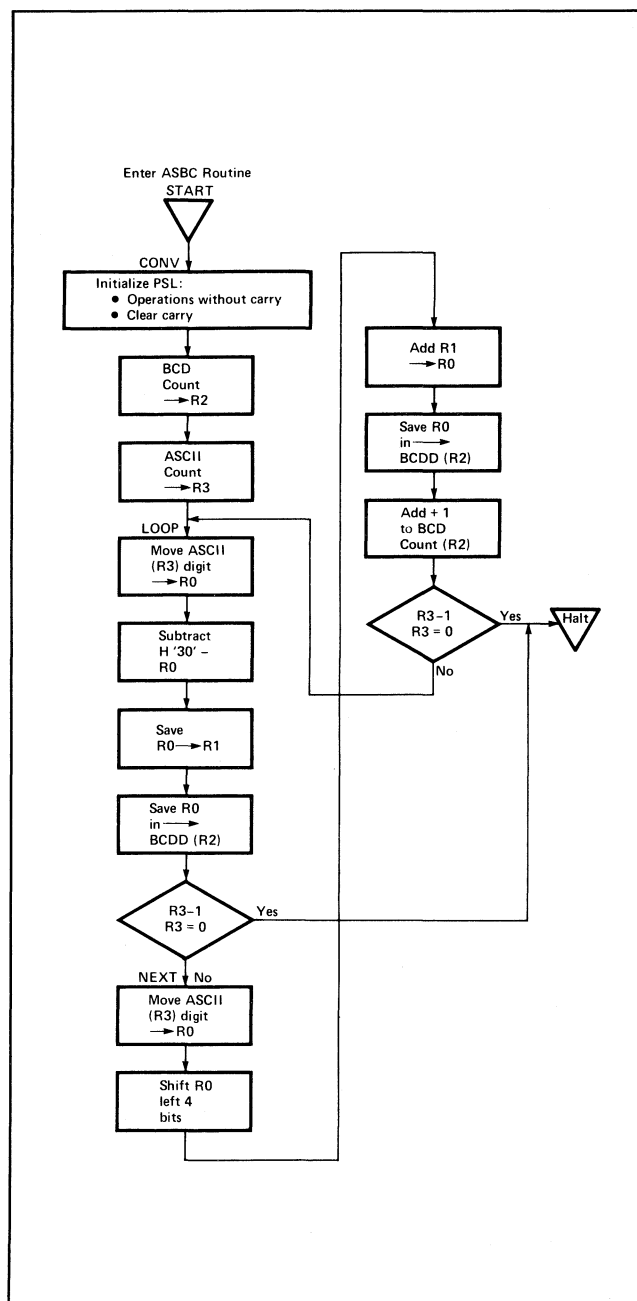 Enter ASBC Routine
START
CONV
Initialize PSL:
● Operations without carry
● Clear carry
BCD
Count
→R2
ASCII
Count
→R3
LOOP
Move ASCII
(R3) digit
→R0
Subtract
H '30' –
R0
Save
R0→R1
Save R0
in→
BCDD (R2)
R3–1
R3 = 0
Yes
NEXT No
Move ASCII
(R3) digit
→R0
Shift R0
left 4
bits
Add R1
→R0
Save R0
in→
BCDD (R2)
Add + 1
to BCD
Count (R2)
R3–1
R3 = 0
Yes
No
Halt